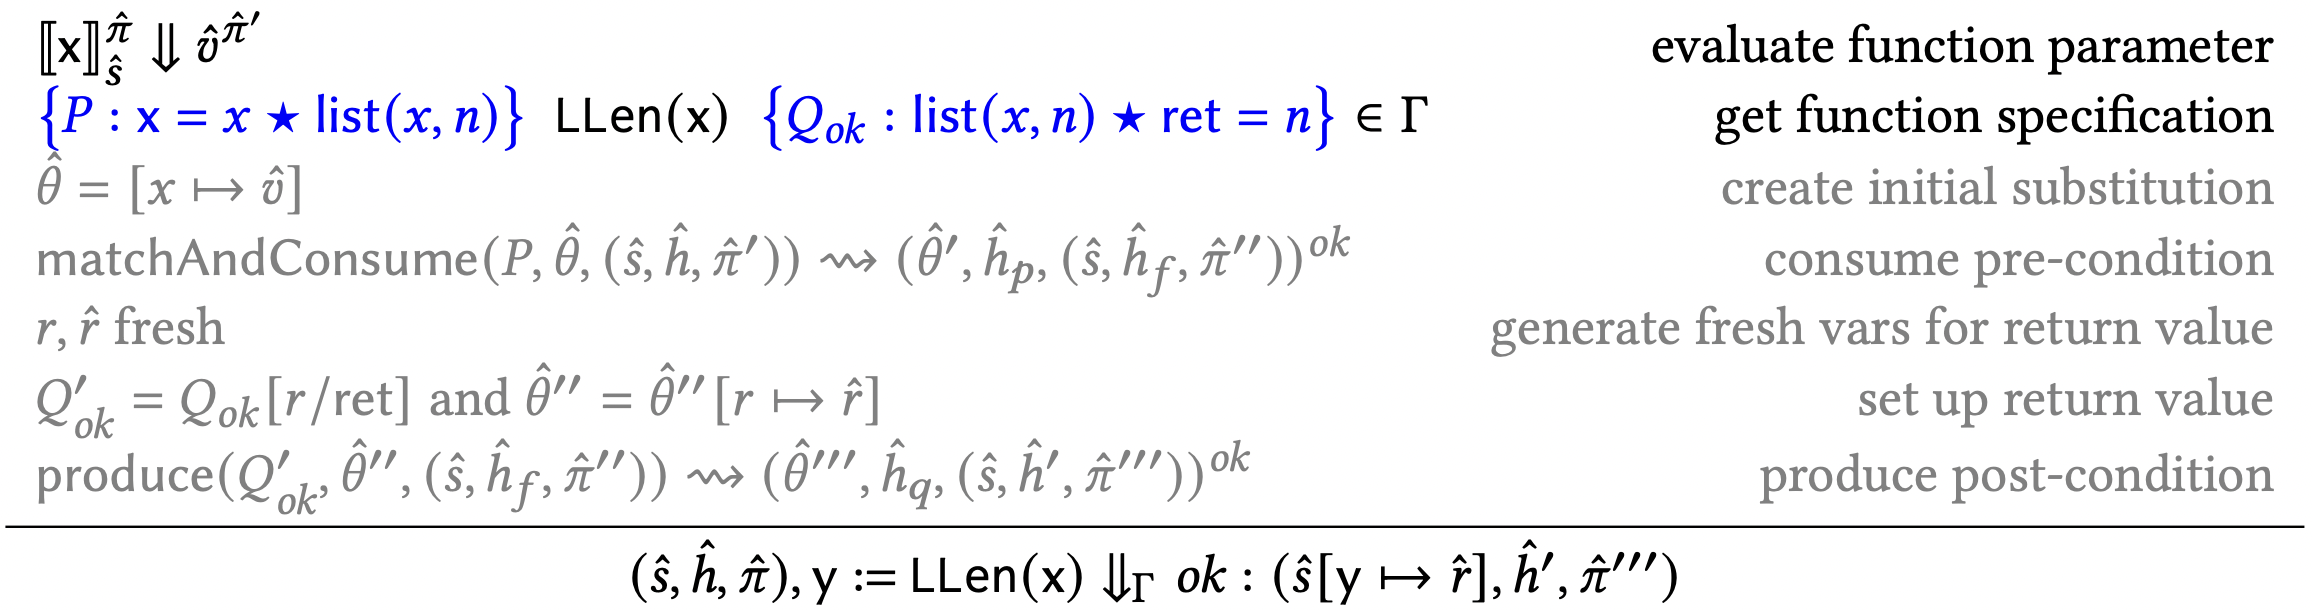 ⟦x⟧ŝ^π̂ ⇓ v̂^π̂′ evaluate function parameter
{P : x = x ★ list(x, n)} LLen(x) {Q_ok : list(x, n) ★ ret = n} ∈ Γ get function specification
θ̂ = [x ↦ v̂] create initial substitution
matchAndConsume(P, θ̂, (ŝ, ĥ, π̂′)) ⇝ (θ̂′, ĥ_p, (ŝ, ĥ_f, π̂″))^ok consume pre-condition
r, r̂ fresh generate fresh vars for return value
Q′_ok = Q_ok[r/ret] and θ̂″ = θ̂″[r ↦ r̂] set up return value
produce(Q′_ok, θ̂″, (ŝ, ĥ_f, π̂″)) ⇝ (θ̂‴, ĥ_q, (ŝ, ĥ′, π̂‴))^ok produce post-condition
(ŝ, ĥ, π̂), y := LLen(x) ⇓_Γ ok : (ŝ[y ↦ r̂], ĥ′, π̂‴)